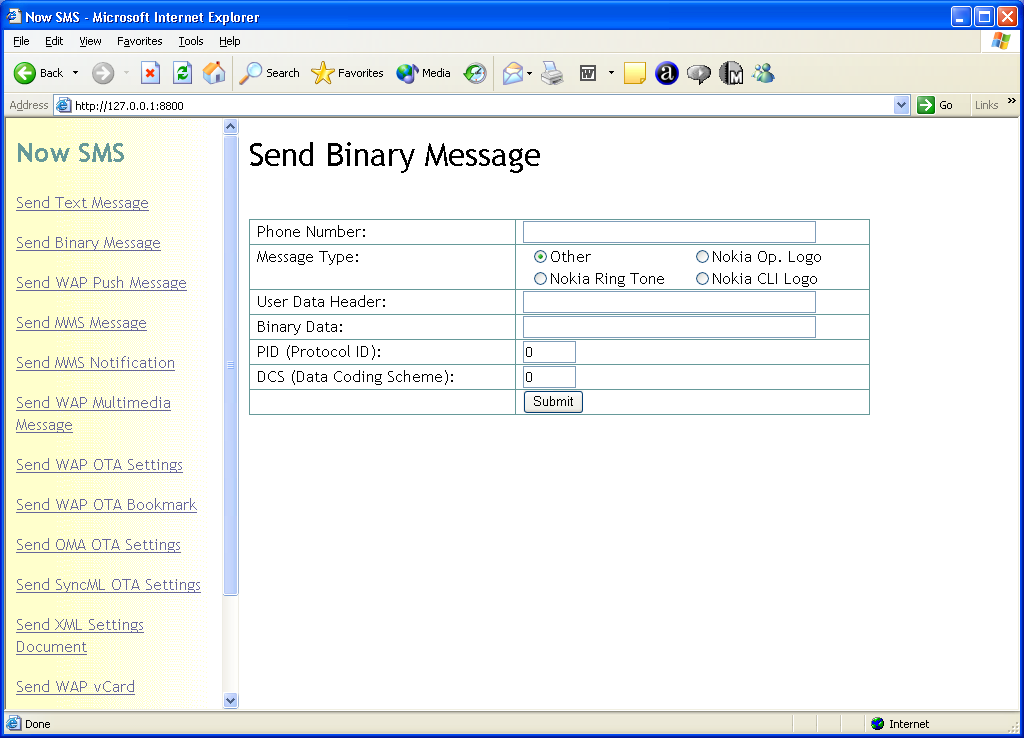 Now SMS - Microsoft Internet Explorer
File Edit View Favorites Tools Help
Back Search Favorites Media
Address http://127.0.0.1:8800 Go Links »
Now SMS
Send Text Message
Send Binary Message
Send WAP Push Message
Send MMS Message
Send MMS Notification
Send WAP Multimedia
Message
Send WAP OTA Settings
Send WAP OTA Bookmark
Send OMA OTA Settings
Send SyncML OTA Settings
Send XML Settings
Document
Send WAP vCard
Send Binary Message
Phone Number:
Message Type: Other Nokia Op. Logo
Nokia Ring Tone Nokia CLI Logo
User Data Header:
Binary Data:
PID (Protocol ID): 0
DCS (Data Coding Scheme): 0
Submit
Done Internet